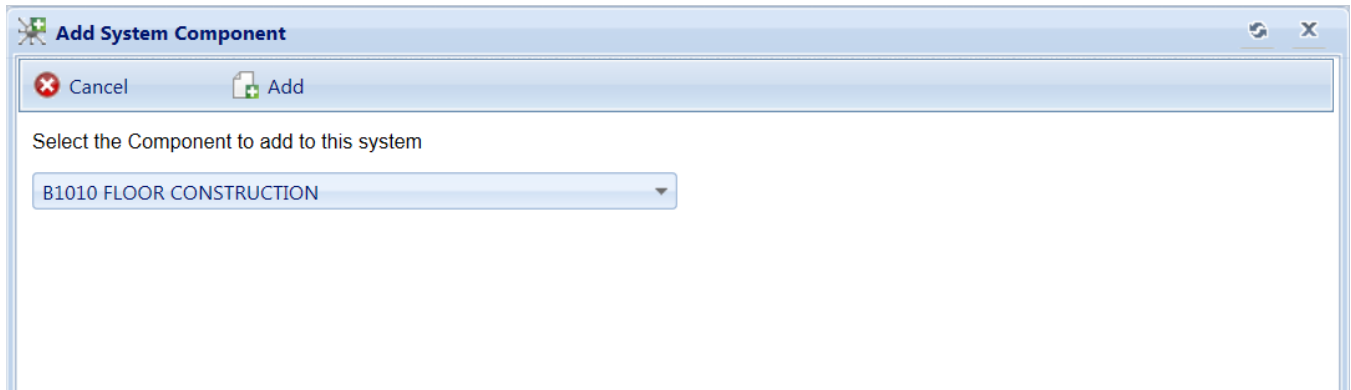 Add System Component
Cancel Add
Select the Component to add to this system
B1010 FLOOR CONSTRUCTION